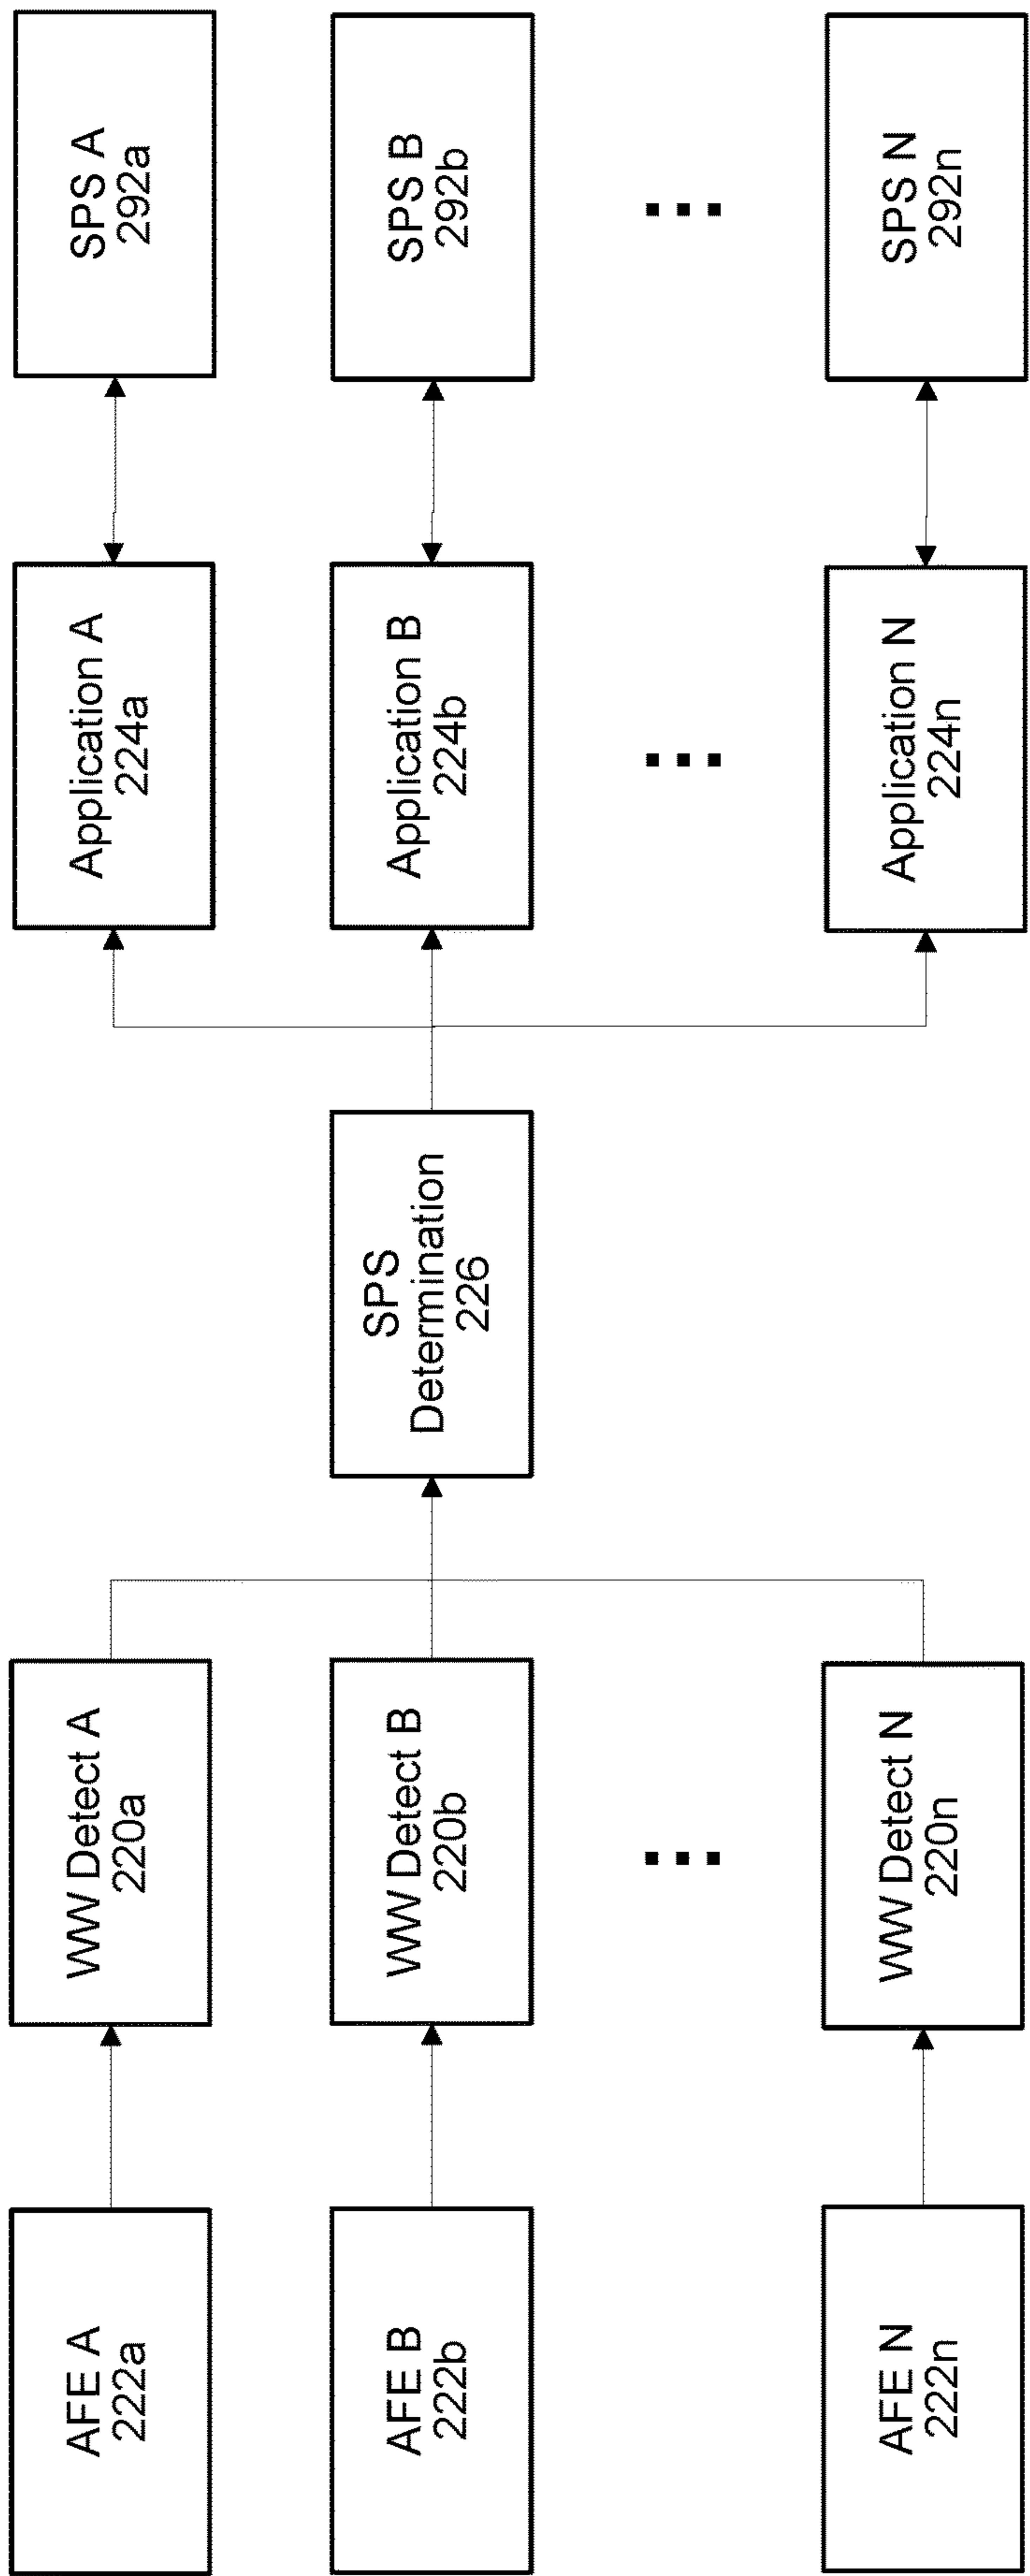 AFE A
222a
WW Detect A
220a
Application A
224a
SPS A
292a
AFE B
222b
WW Detect B
220b
SPS
Determination
226
Application B
224b
SPS B
292b
AFE N
222n
WW Detect N
220n
Application N
224n
SPS N
292n